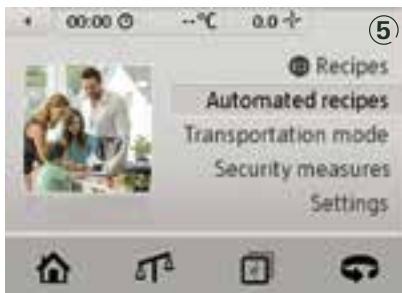 00:00 --°C 0.0
⑤
Recipes
Automated recipes
Transportation mode
Security measures
Settings